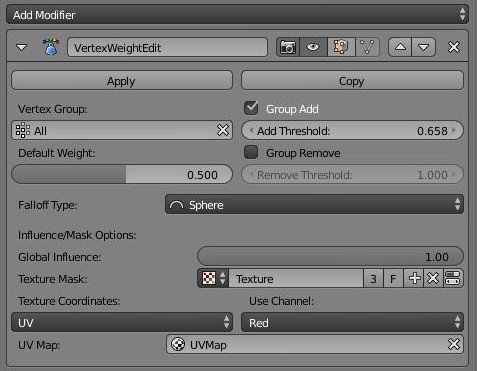 Add Modifier
VertexWeightEdit
Apply Copy
Vertex Group: Group Add
All Add Threshold: 0.658
Default Weight: Group Remove
0.500 Remove Threshold: 1.000
Falloff Type: Sphere
Influence/Mask Options:
Global Influence: 1.00
Texture Mask: Texture 3 F
Texture Coordinates: Use Channel:
UV Red
UV Map: UVMap